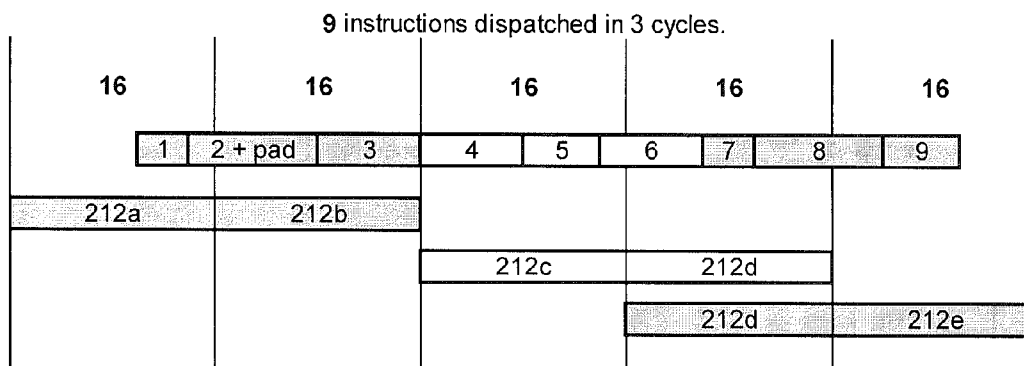 9 instructions dispatched in 3 cycles.
16 16 16 16 16
1 2 + pad 3 4 5 6 7 8 9
212a 212b
212c 212d
212d 212e